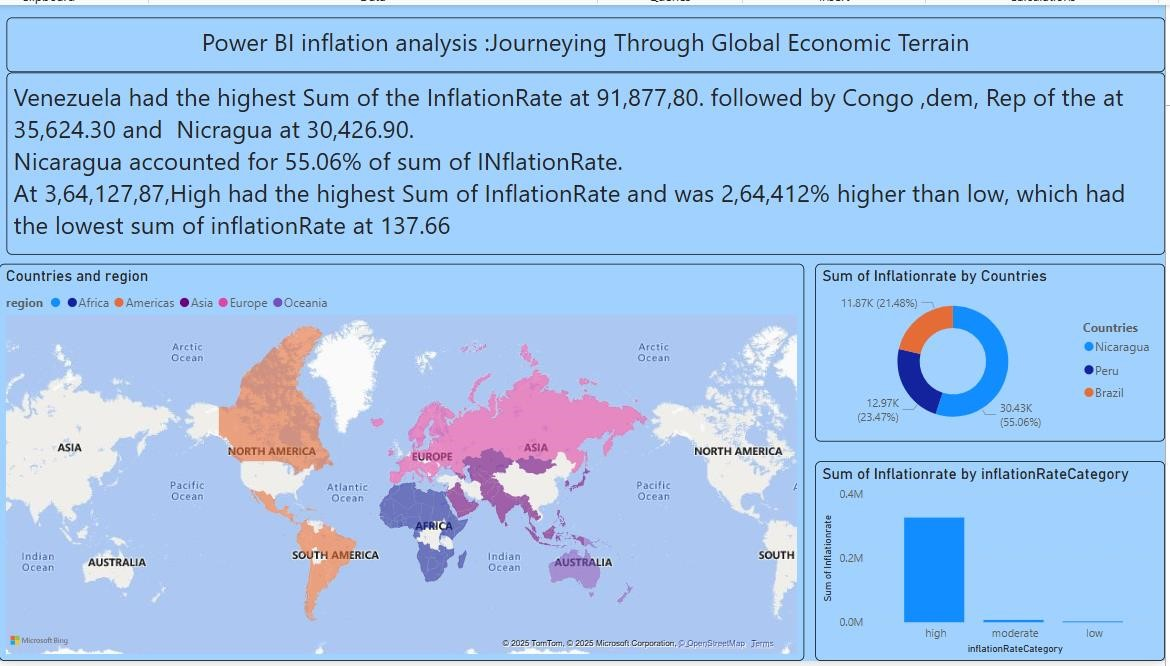 Clipboard
Data
Queries
Insert
Calculations
Power BI inflation analysis :Journeying Through Global Economic Terrain
Venezuela had the highest Sum of the InflationRate at 91,877,80. followed by Congo ,dem, Rep of the at
35,624.30 and Nicragua at 30,426.90.
Nicaragua accounted for 55.06% of sum of INflationRate.
At 3,64,127,87,High had the highest Sum of InflationRate and was 2,64,412% higher than low, which had
the lowest sum of inflationRate at 137.66
Countries and region
region Africa Americas Asia Europe Oceania
Arctic
Ocean
Arctic
Ocean
ASIA
NORTH AMERICA
EUROPE
ASIA
NORTH AMERICA
Pacific
Ocean
Atlantic
Ocean
Pacific
Ocean
A
AFRICA
Indian
Ocean
AUSTRALIA
SOUTH AMERICA
Indian
Ocean
AUSTRALIA
SOUTH
Microsoft Bing
© 2025 TomTom, © 2025 Microsoft Corporation, © OpenStreetMap Terms
Sum of Inflationrate by Countries
11.87K (21.48%)
12.97K
(23.47%)
30.43K
(55.06%)
Countries
Nicaragua
Peru
Brazil
Sum of Inflationrate by inflationRateCategory
0.4M
0.2M
0.0M
Sum of Inflationrate
high
moderate
low
inflationRateCategory